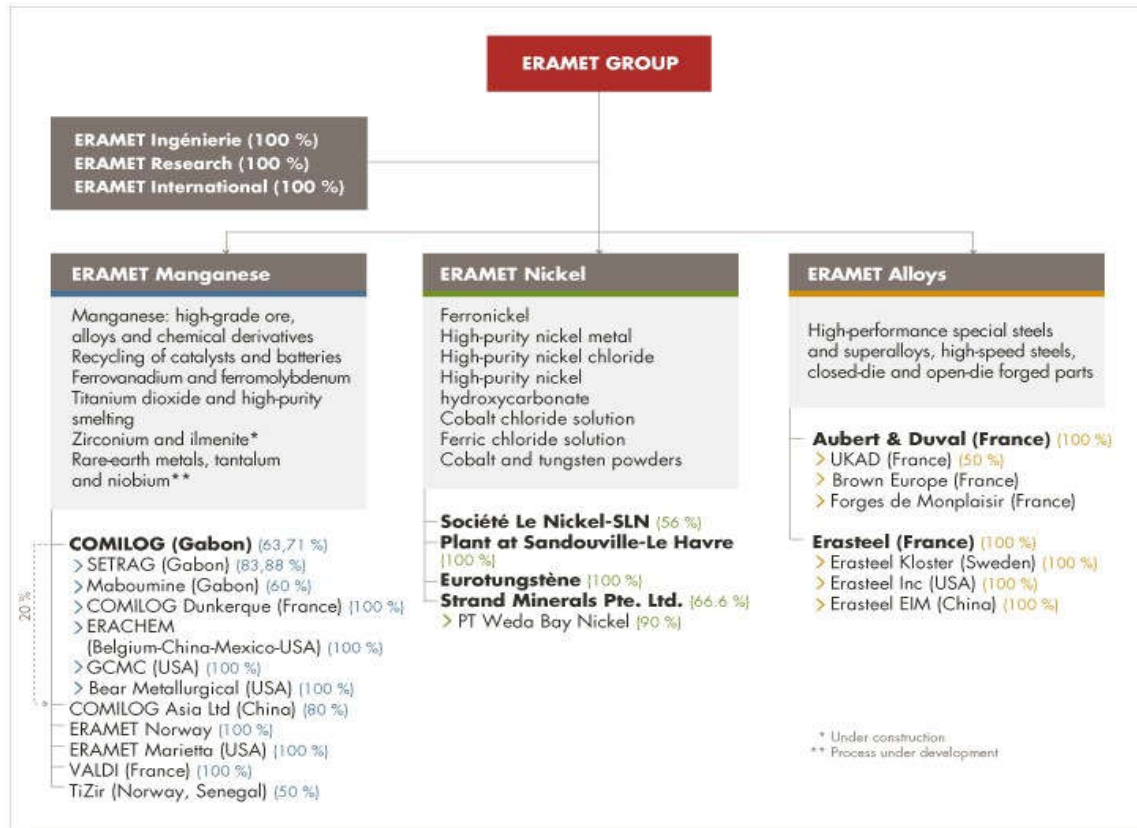 ERAMET GROUP
ERAMET Ingénierie (100 %)
ERAMET Research (100 %)
ERAMET International (100 %)
ERAMET Manganese
Manganese: high-grade ore,
alloys and chemical derivatives
Recycling of catalysts and batteries
Ferrovanadium and ferromolybdenum
Titanium dioxide and high-purity
smelting
Zirconium and ilmenite*
Rare-earth metals, tantalum
and niobium**
COMILOG (Gabon) (63,71 %)
> SETRAG (Gabon) (83,88 %)
> Maboumine (Gabon) (60 %)
> COMILOG Dunkerque (France) (100 %)
> ERACHEM
(Belgium-China-Mexico-USA) (100 %)
> GCMC (USA) (100 %)
> Bear Metallurgical (USA) (100 %)
20 %
COMILOG Asia Ltd (China) (80 %)
ERAMET Norway (100 %)
ERAMET Marietta (USA) (100 %)
VALDI (France) (100 %)
TiZir (Norway, Senegal) (50 %)
ERAMET Nickel
Ferronickel
High-purity nickel metal
High-purity nickel chloride
High-purity nickel
hydroxycarbonate
Cobalt chloride solution
Ferric chloride solution
Cobalt and tungsten powders
Société Le Nickel-SLN (56 %)
Plant at Sandouville-Le Havre
(100 %)
Eurotungstène (100 %)
Strand Minerals Pte. Ltd. (66.6 %)
> PT Weda Bay Nickel (90 %)
ERAMET Alloys
High-performance special steels
and superalloys, high-speed steels,
closed-die and open-die forged parts
Aubert & Duval (France) (100 %)
> UKAD (France) (50 %)
> Brown Europe (France)
> Forges de Monplaisir (France)
Erasteel (France) (100 %)
> Erasteel Kloster (Sweden) (100 %)
> Erasteel Inc (USA) (100 %)
> Erasteel EIM (China) (100 %)
* Under construction
** Process under development